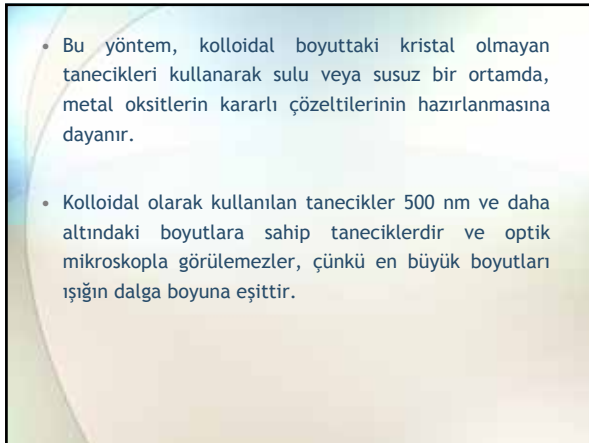 • Bu yöntem, kolloidal boyuttaki kristal olmayan
tanecikleri kullanarak sulu veya susuz bir ortamda,
metal oksitlerin kararlı çözeltilerinin hazırlanmasına
dayanır.
• Kolloidal olarak kullanılan tanecikler 500 nm ve daha
altındaki boyutlara sahip taneciklerdir ve optik
mikroskopla görülemezler, çünkü en büyük boyutları
ışığın dalga boyuna eşittir.